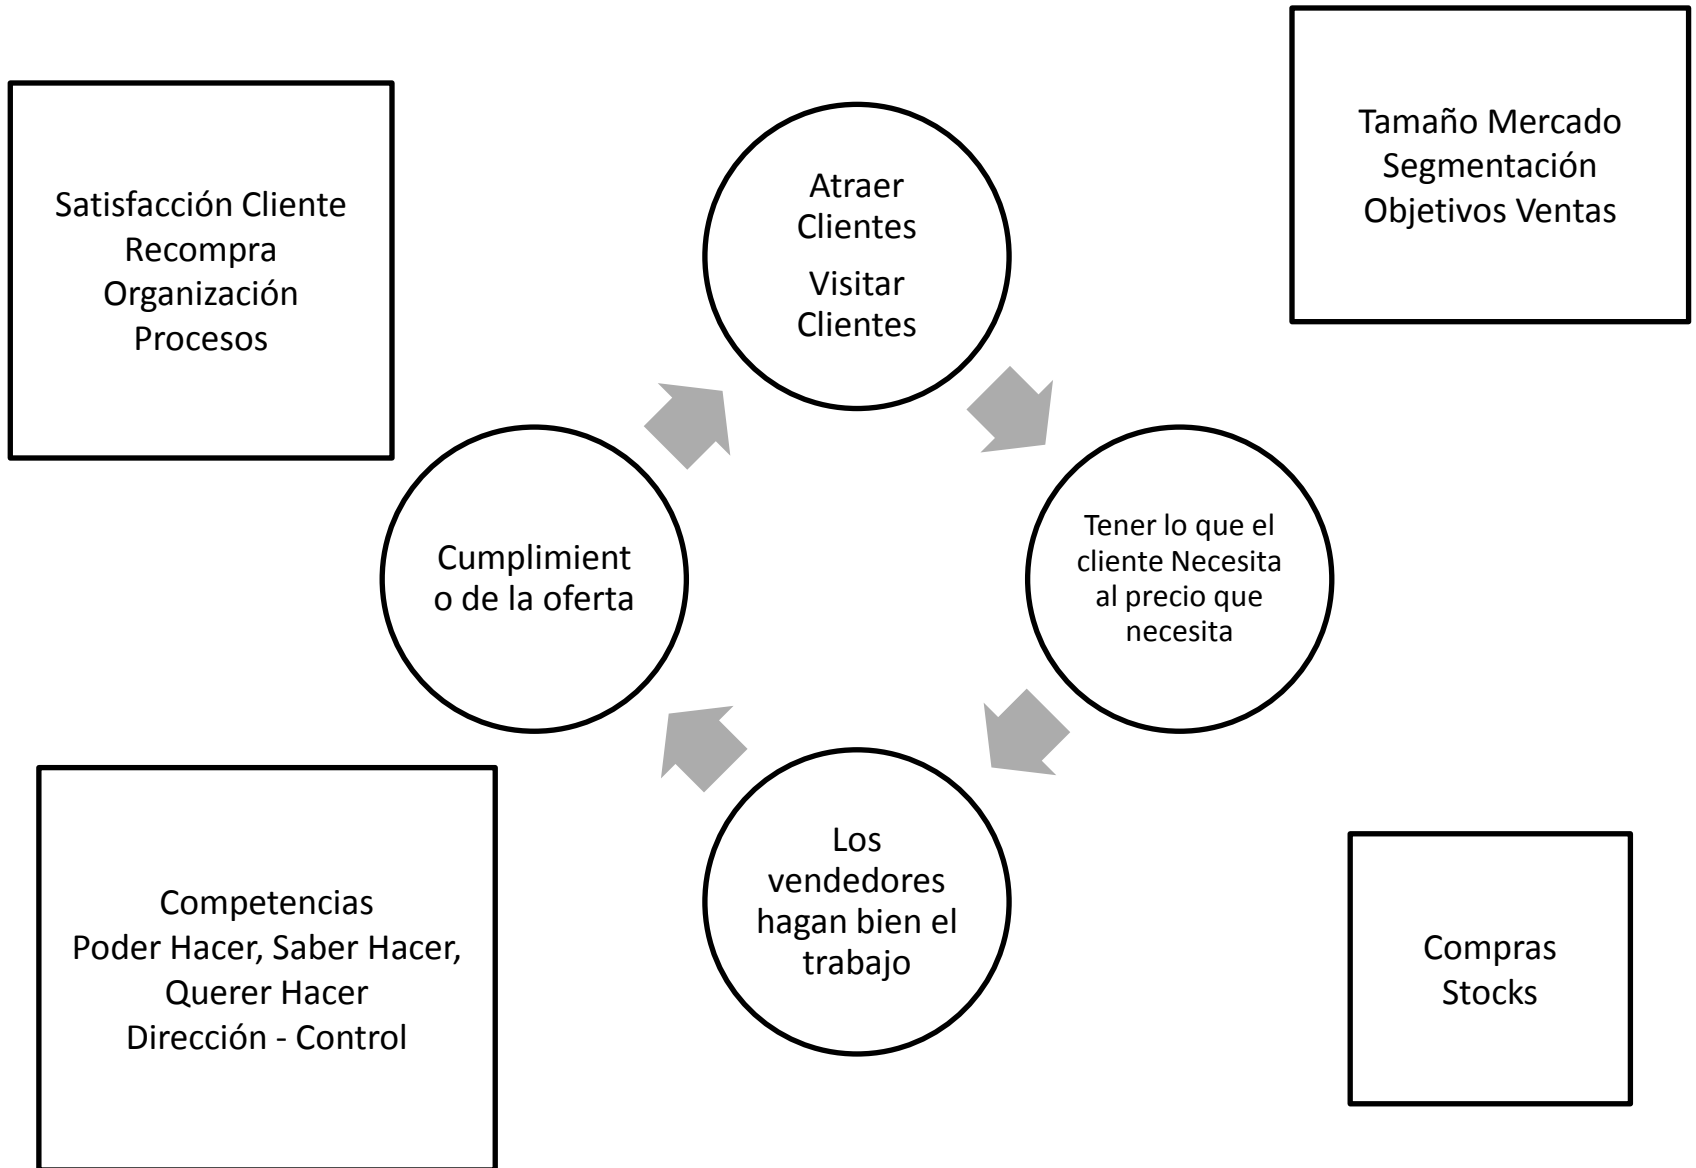 Satisfacción Cliente
Recompra
Organización
Procesos
Atraer
Clientes
Visitar
Clientes
Tamaño Mercado
Segmentación
Objetivos Ventas
Cumplimient
o de la oferta
Tener lo que el
cliente Necesita
al precio que
necesita
Competencias
Poder Hacer, Saber Hacer,
Querer Hacer
Dirección - Control
Los
vendedores
hagan bien el
trabajo
Compras
Stocks